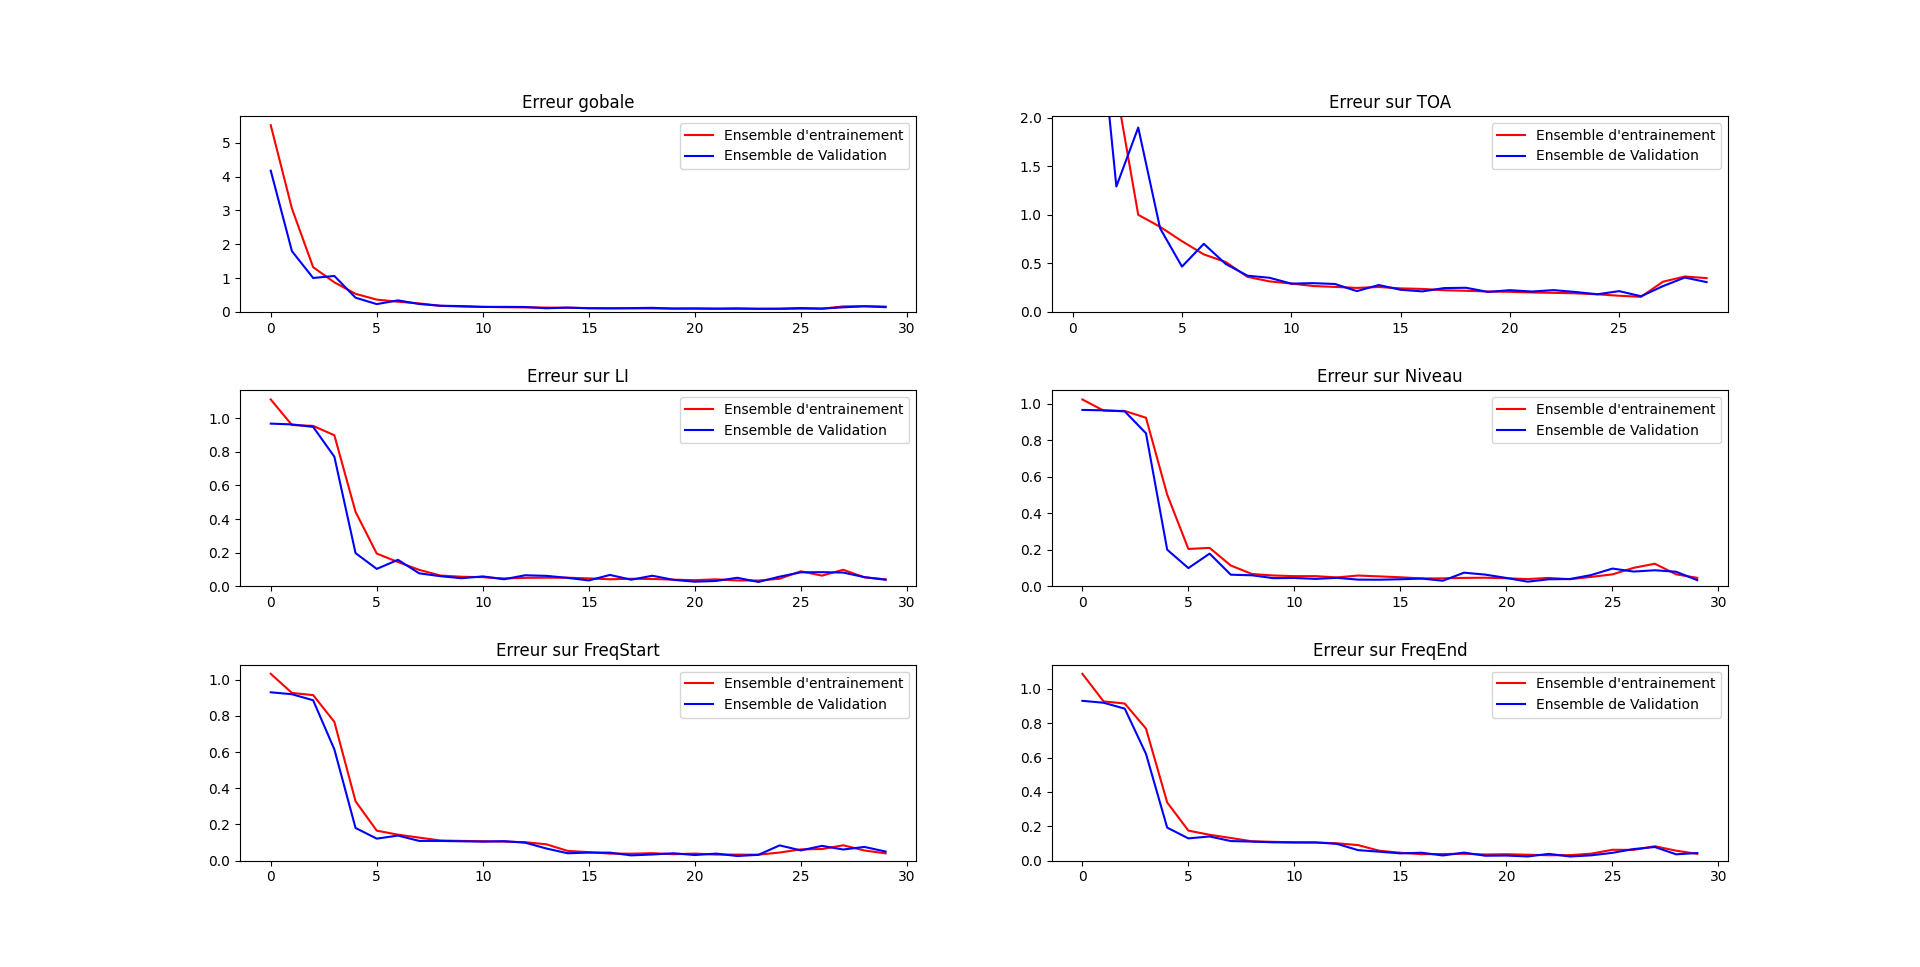 Erreur gobale
5
4
3
2
1
0
0 5 10 15 20 25 30
Ensemble d'entrainement
Ensemble de Validation
Erreur sur TOA
2.0
1.5
1.0
0.5
0.0
0 5 10 15 20 25
Ensemble d'entrainement
Ensemble de Validation
Erreur sur LI
1.0
0.8
0.6
0.4
0.2
0.0
0 5 10 15 20 25 30
Ensemble d'entrainement
Ensemble de Validation
Erreur sur Niveau
1.0
0.8
0.6
0.4
0.2
0.0
0 5 10 15 20 25 30
Ensemble d'entrainement
Ensemble de Validation
Erreur sur FreqStart
1.0
0.8
0.6
0.4
0.2
0.0
0 5 10 15 20 25 30
Ensemble d'entrainement
Ensemble de Validation
Erreur sur FreqEnd
1.0
0.8
0.6
0.4
0.2
0.0
0 5 10 15 20 25 30
Ensemble d'entrainement
Ensemble de Validation